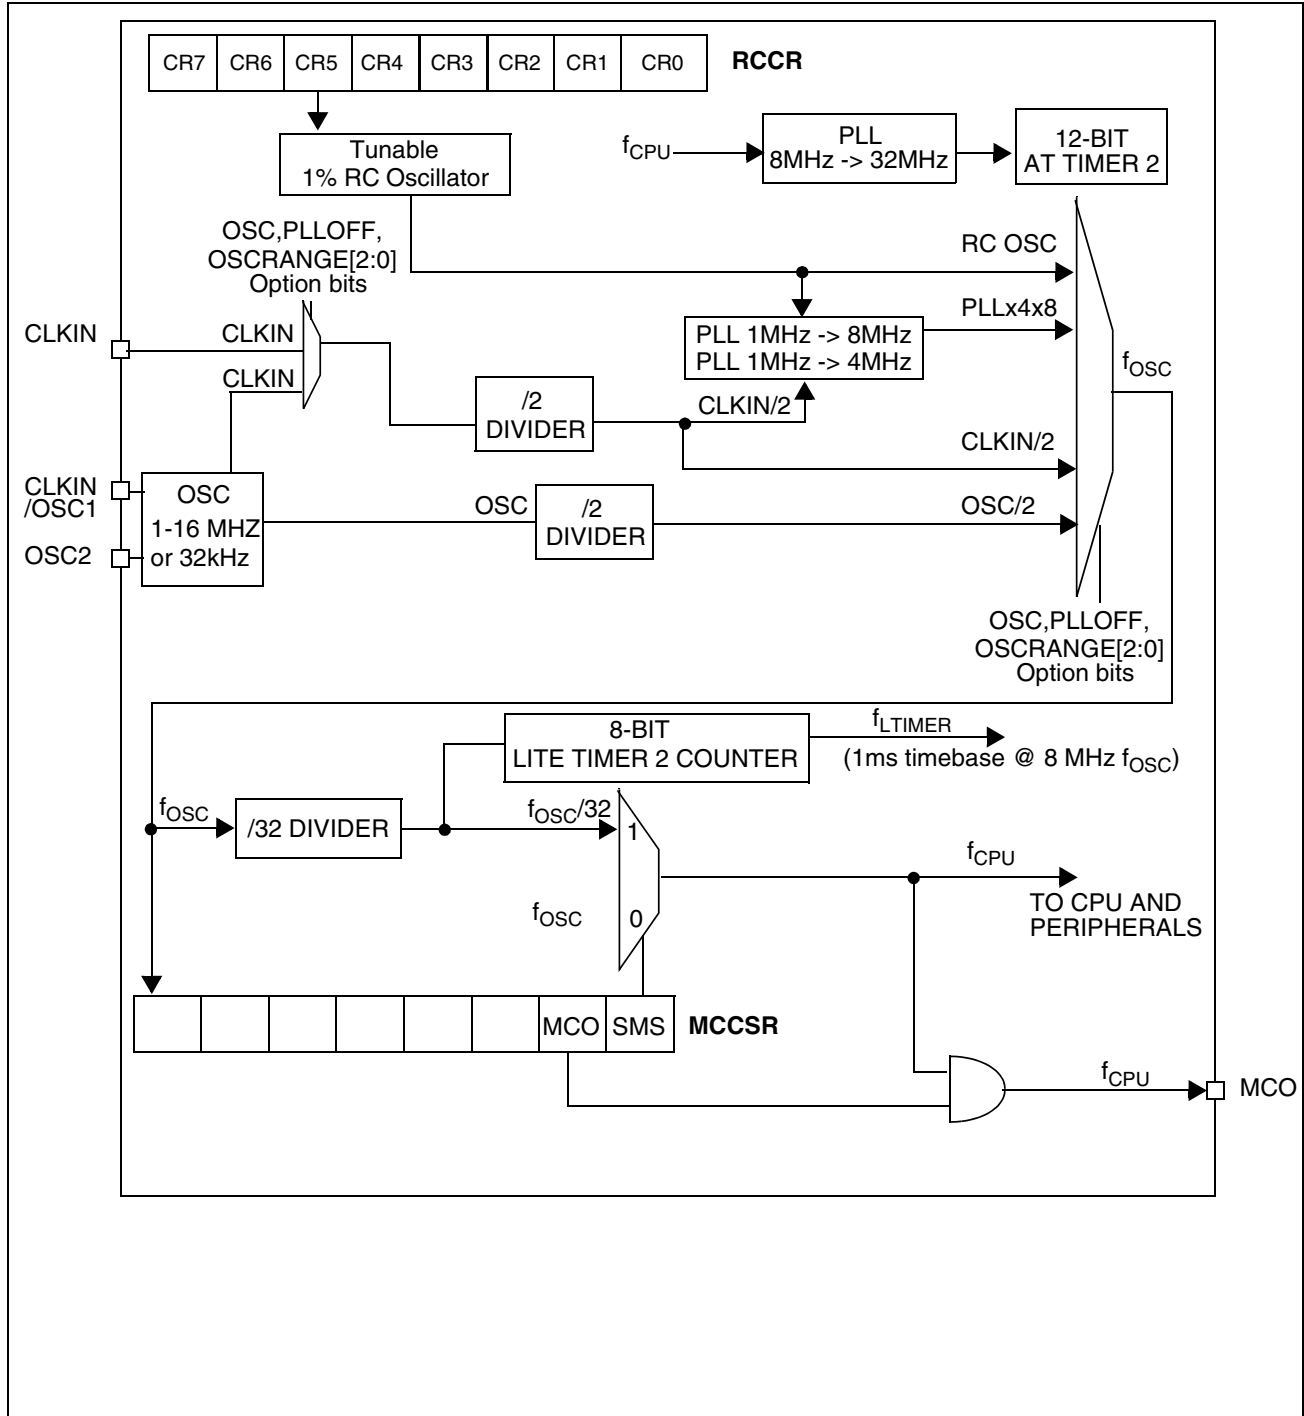 CR7 CR6 CR5 CR4 CR3 CR2 CR1 CR0 RCCR
Tunable
1% RC Oscillator
fCPU
PLL
8MHz -> 32MHz
12-BIT
AT TIMER 2
OSC,PLLOFF,
OSCRANGE[2:0]
Option bits
RC OSC
PLLx4x8
CLKIN
CLKIN
CLKIN
PLL 1MHz -> 8MHz
PLL 1MHz -> 4MHz
fOSC
/2
DIVIDER
CLKIN/2
CLKIN/2
CLKIN
/OSC1
OSC2
OSC
1-16 MHZ
or 32kHz
OSC
/2
DIVIDER
OSC/2
OSC,PLLOFF,
OSCRANGE[2:0]
Option bits
8-BIT
LITE TIMER 2 COUNTER
fLTIMER
(1ms timebase @ 8 MHz fOSC)
fOSC
/32 DIVIDER
fOSC/32
1
fOSC
0
fCPU
TO CPU AND
PERIPHERALS
MCO SMS MCCSR
fCPU
MCO